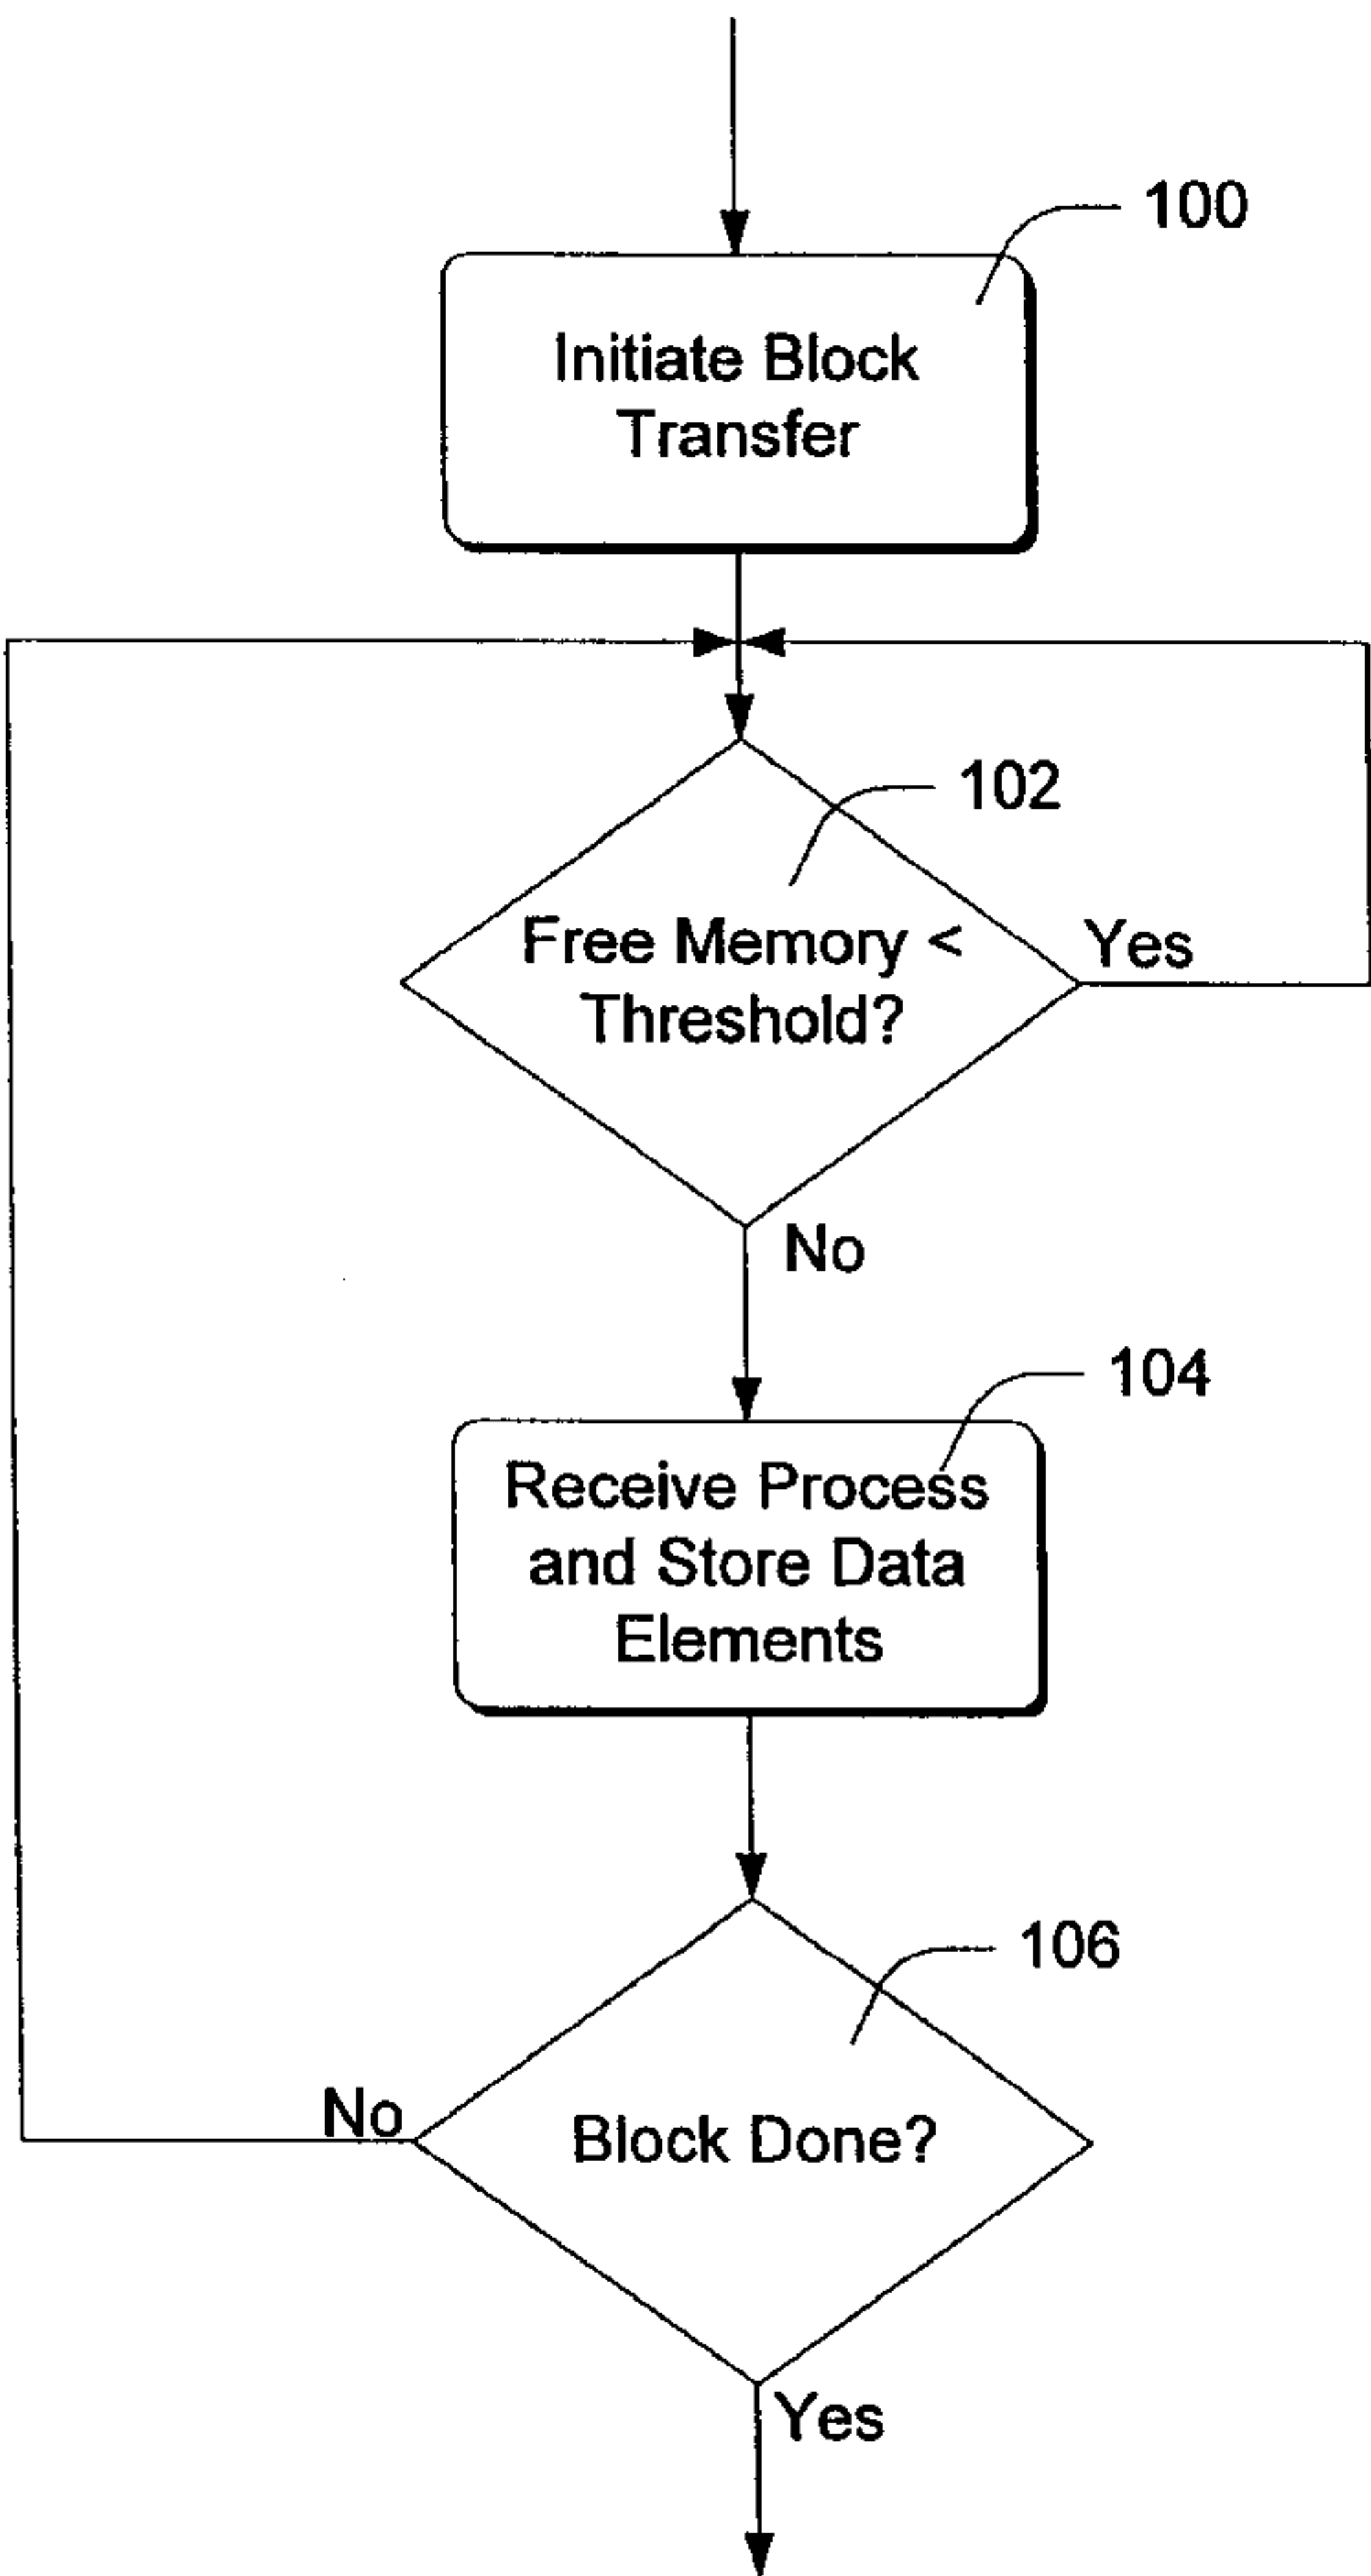 100
Initiate Block
Transfer
102
Free Memory <
Threshold?
Yes
No
104
Receive Process
and Store Data
Elements
106
No
Block Done?
Yes